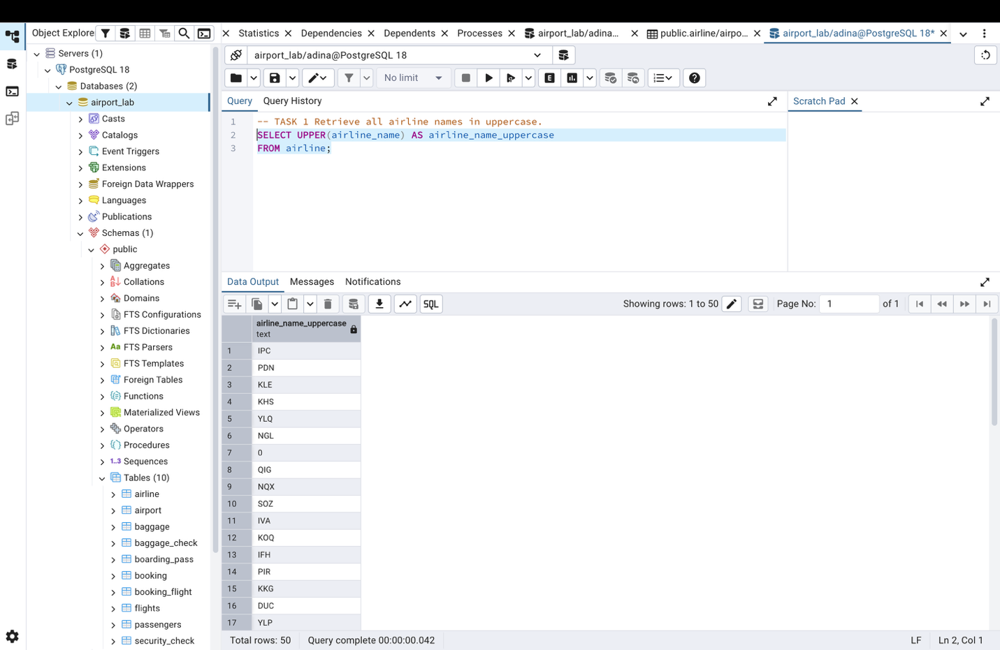 Object Explore
Statistics
Dependencies
Dependents
Processes
airport_lab/adina...
public.airline/airpo...
airport_lab/adina@PostgreSQL 18*
Servers (1)
PostgreSQL 18
Databases (2)
airport_lab
Casts
Catalogs
Event Triggers
Extensions
Foreign Data Wrappers
Languages
Publications
Schemas (1)
public
Aggregates
Collations
Domains
FTS Configurations
FTS Dictionaries
Aa FTS Parsers
FTS Templates
Foreign Tables
Functions
Materialized Views
Operators
Procedures
1..3 Sequences
Tables (10)
airline
airport
baggage
baggage_check
boarding_pass
booking
booking_flight
flights
passengers
security_check
airport_lab/adina@PostgreSQL 18
No limit
E
Query
Query History
Scratch Pad
1 -- TASK 1 Retrieve all airline names in uppercase.
2 SELECT UPPER(airline_name) AS airline_name_uppercase
3 FROM airline;
Data Output
Messages
Notifications
SQL
Showing rows: 1 to 50
Page No: 1 of 1
airline_name_uppercase
text
1 IPC
2 PDN
3 KLE
4 KHS
5 YLQ
6 NGL
7 0
8 QIG
9 NQX
10 SOZ
11 IVA
12 KOQ
13 IFH
14 PIR
15 KKG
16 DUC
17 YLP
Total rows: 50
Query complete 00:00:00.042
LF
Ln 2, Col 1